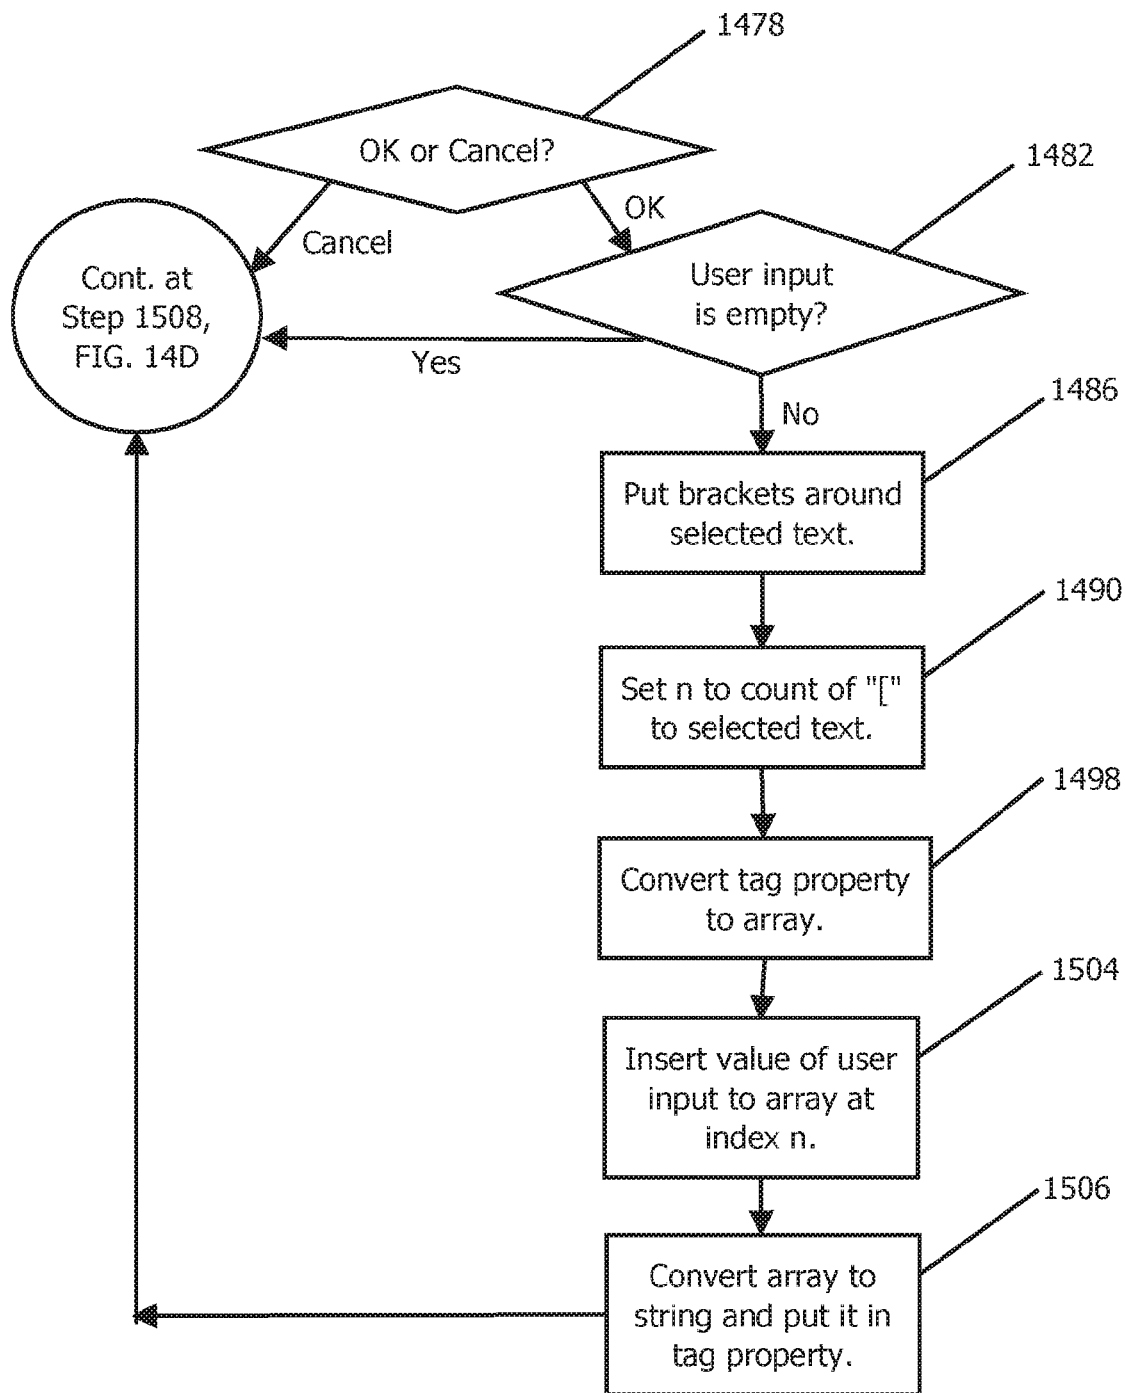 1478
OK or Cancel?
1482
OK
Cancel
Cont. at
Step 1508,
FIG. 14D
User input
is empty?
Yes
No
1486
Put brackets around
selected text.
1490
Set n to count of "["
to selected text.
1498
Convert tag property
to array.
1504
Insert value of user
input to array at
index n.
1506
Convert array to
string and put it in
tag property.